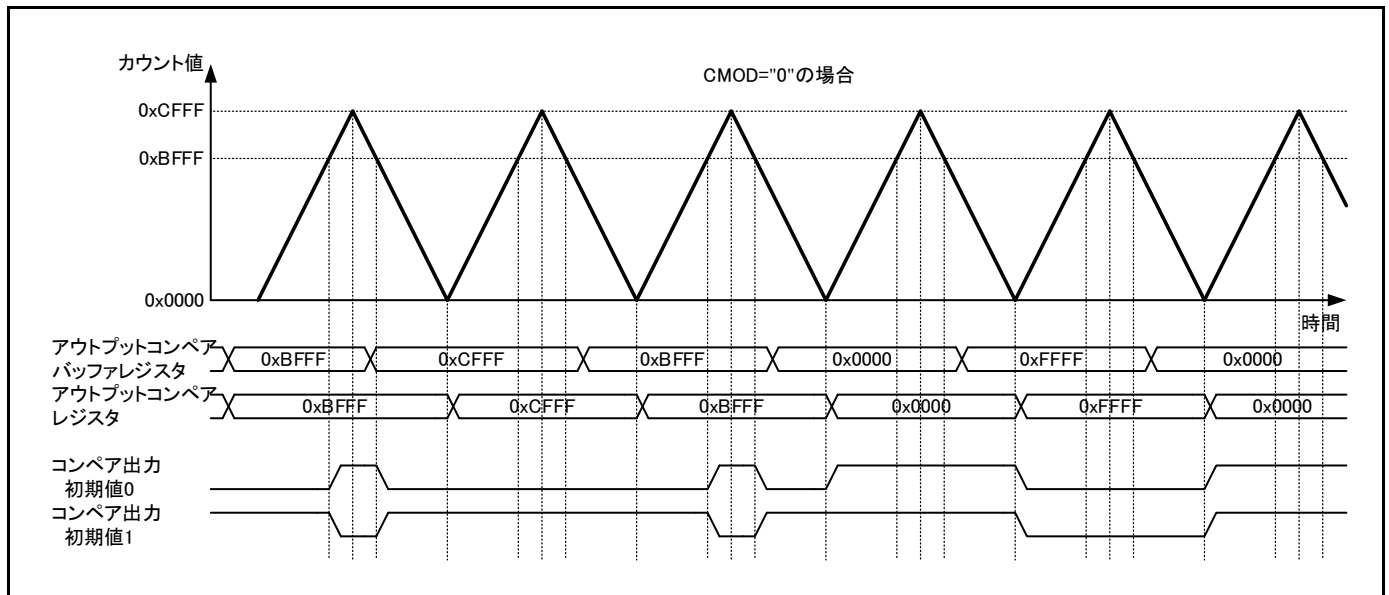 カウント値
CMOD="0"の場合
0xCFFF
0xBFFF
0x0000
時間
アウトプットコンペア
バッファレジスタ
0xBFFF 0xCFFF 0xBFFF 0x0000 0xFFFF 0x0000
アウトプットコンペア
レジスタ
0xBFFF 0xCFFF 0xBFFF 0x0000 0xFFFF 0x0000
コンペア出力
初期値0
コンペア出力
初期値1